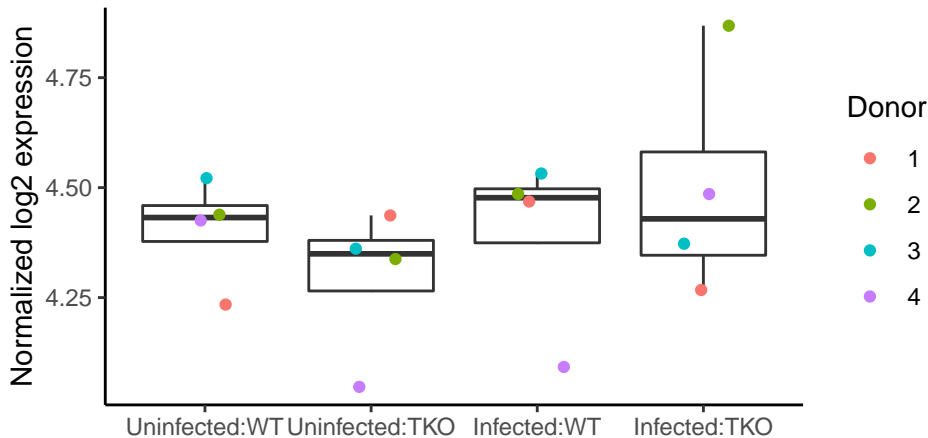 Normalized log2 expression
4.75
4.50
4.25
Uninfected:WT
Uninfected:TKO
Infected:WT
Infected:TKO
Donor
1
2
3
4